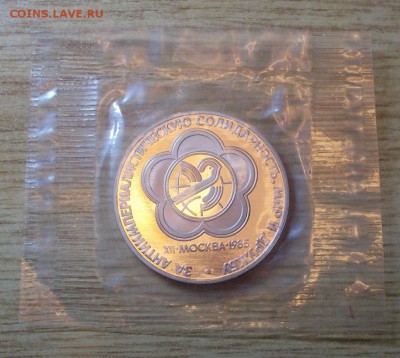 COINS.LAVE.RU
ЗА АНТИИМПЕРИАЛИСТИЧЕСКУЮ СОЛИДАРНОСТЬ, МИР И ДРУЖБУ
XII·МОСКВА·1985